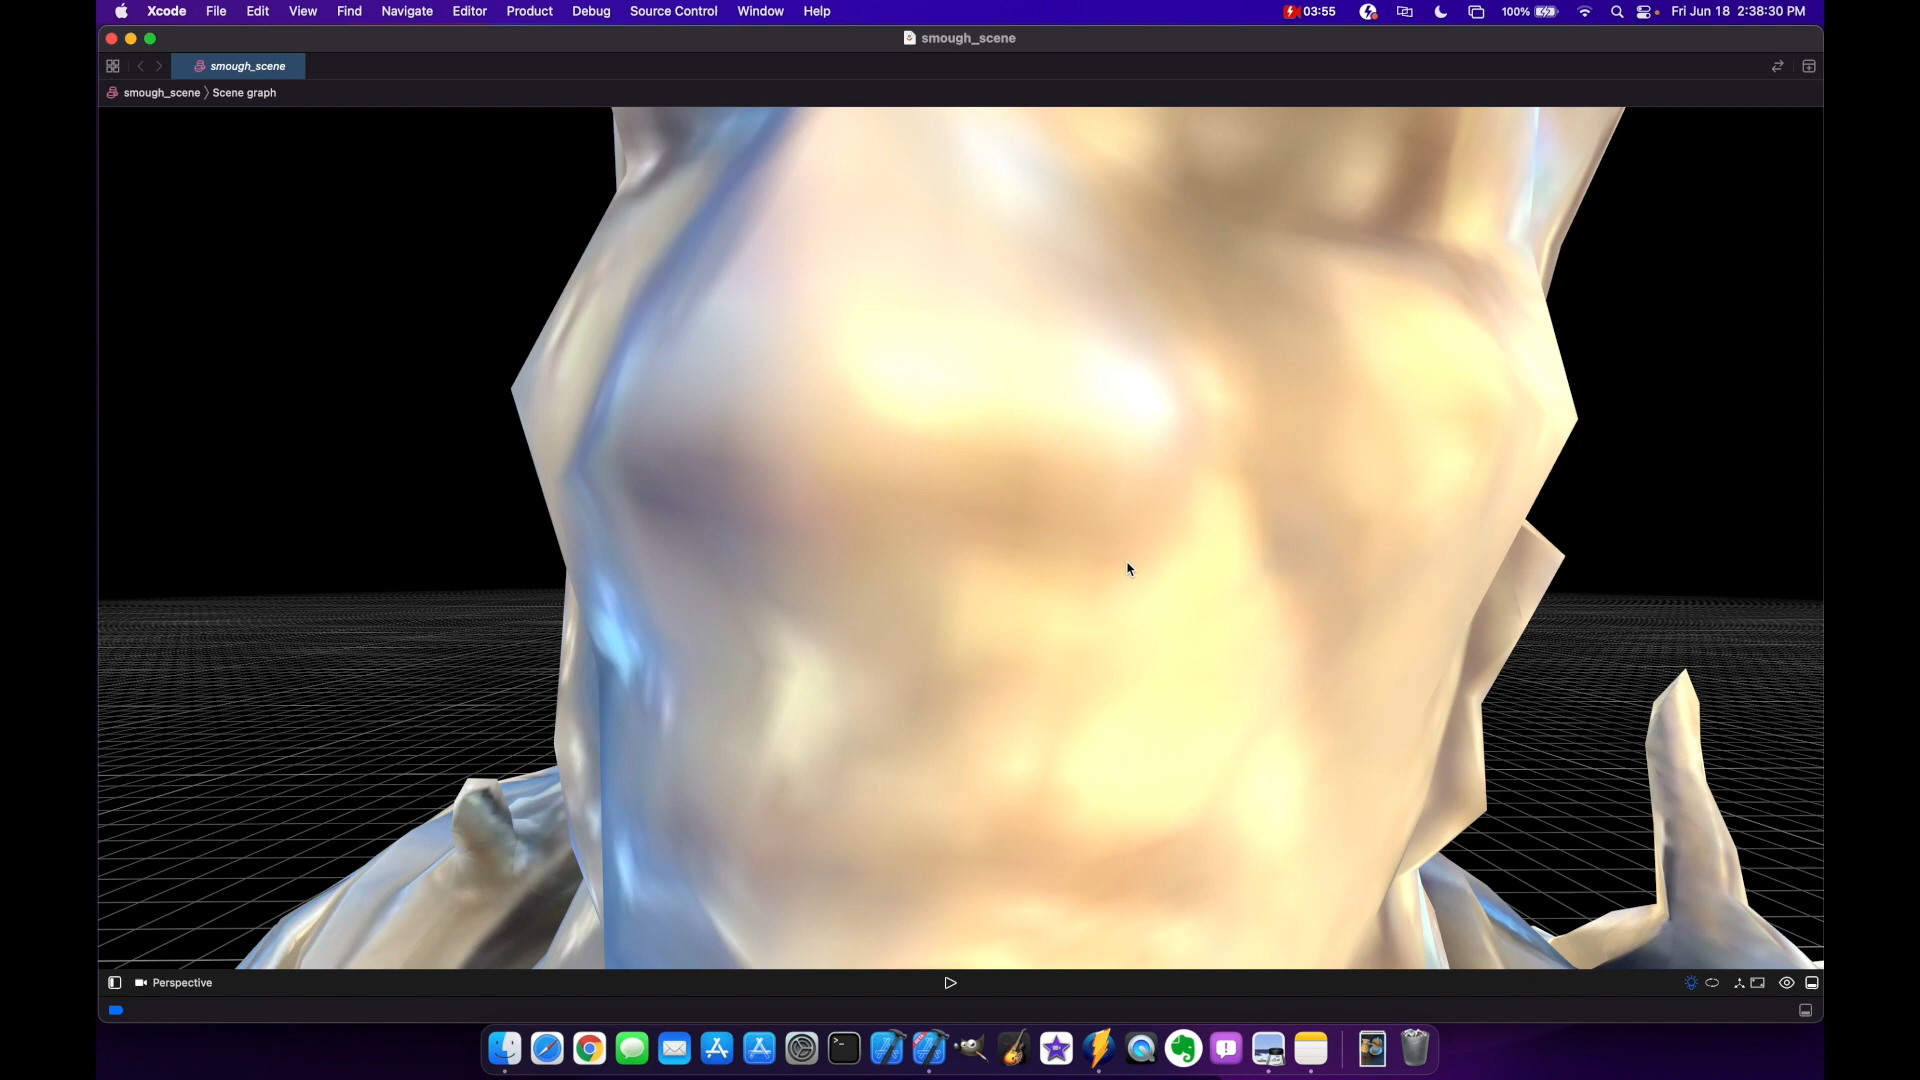 Xcode File Edit View Find Navigate Editor Product Debug Source Control Window Help 03:55 100% Fri Jun 18 2:38:30 PM
smough_scene
smough_scene
smough_scene Scene graph
Perspective